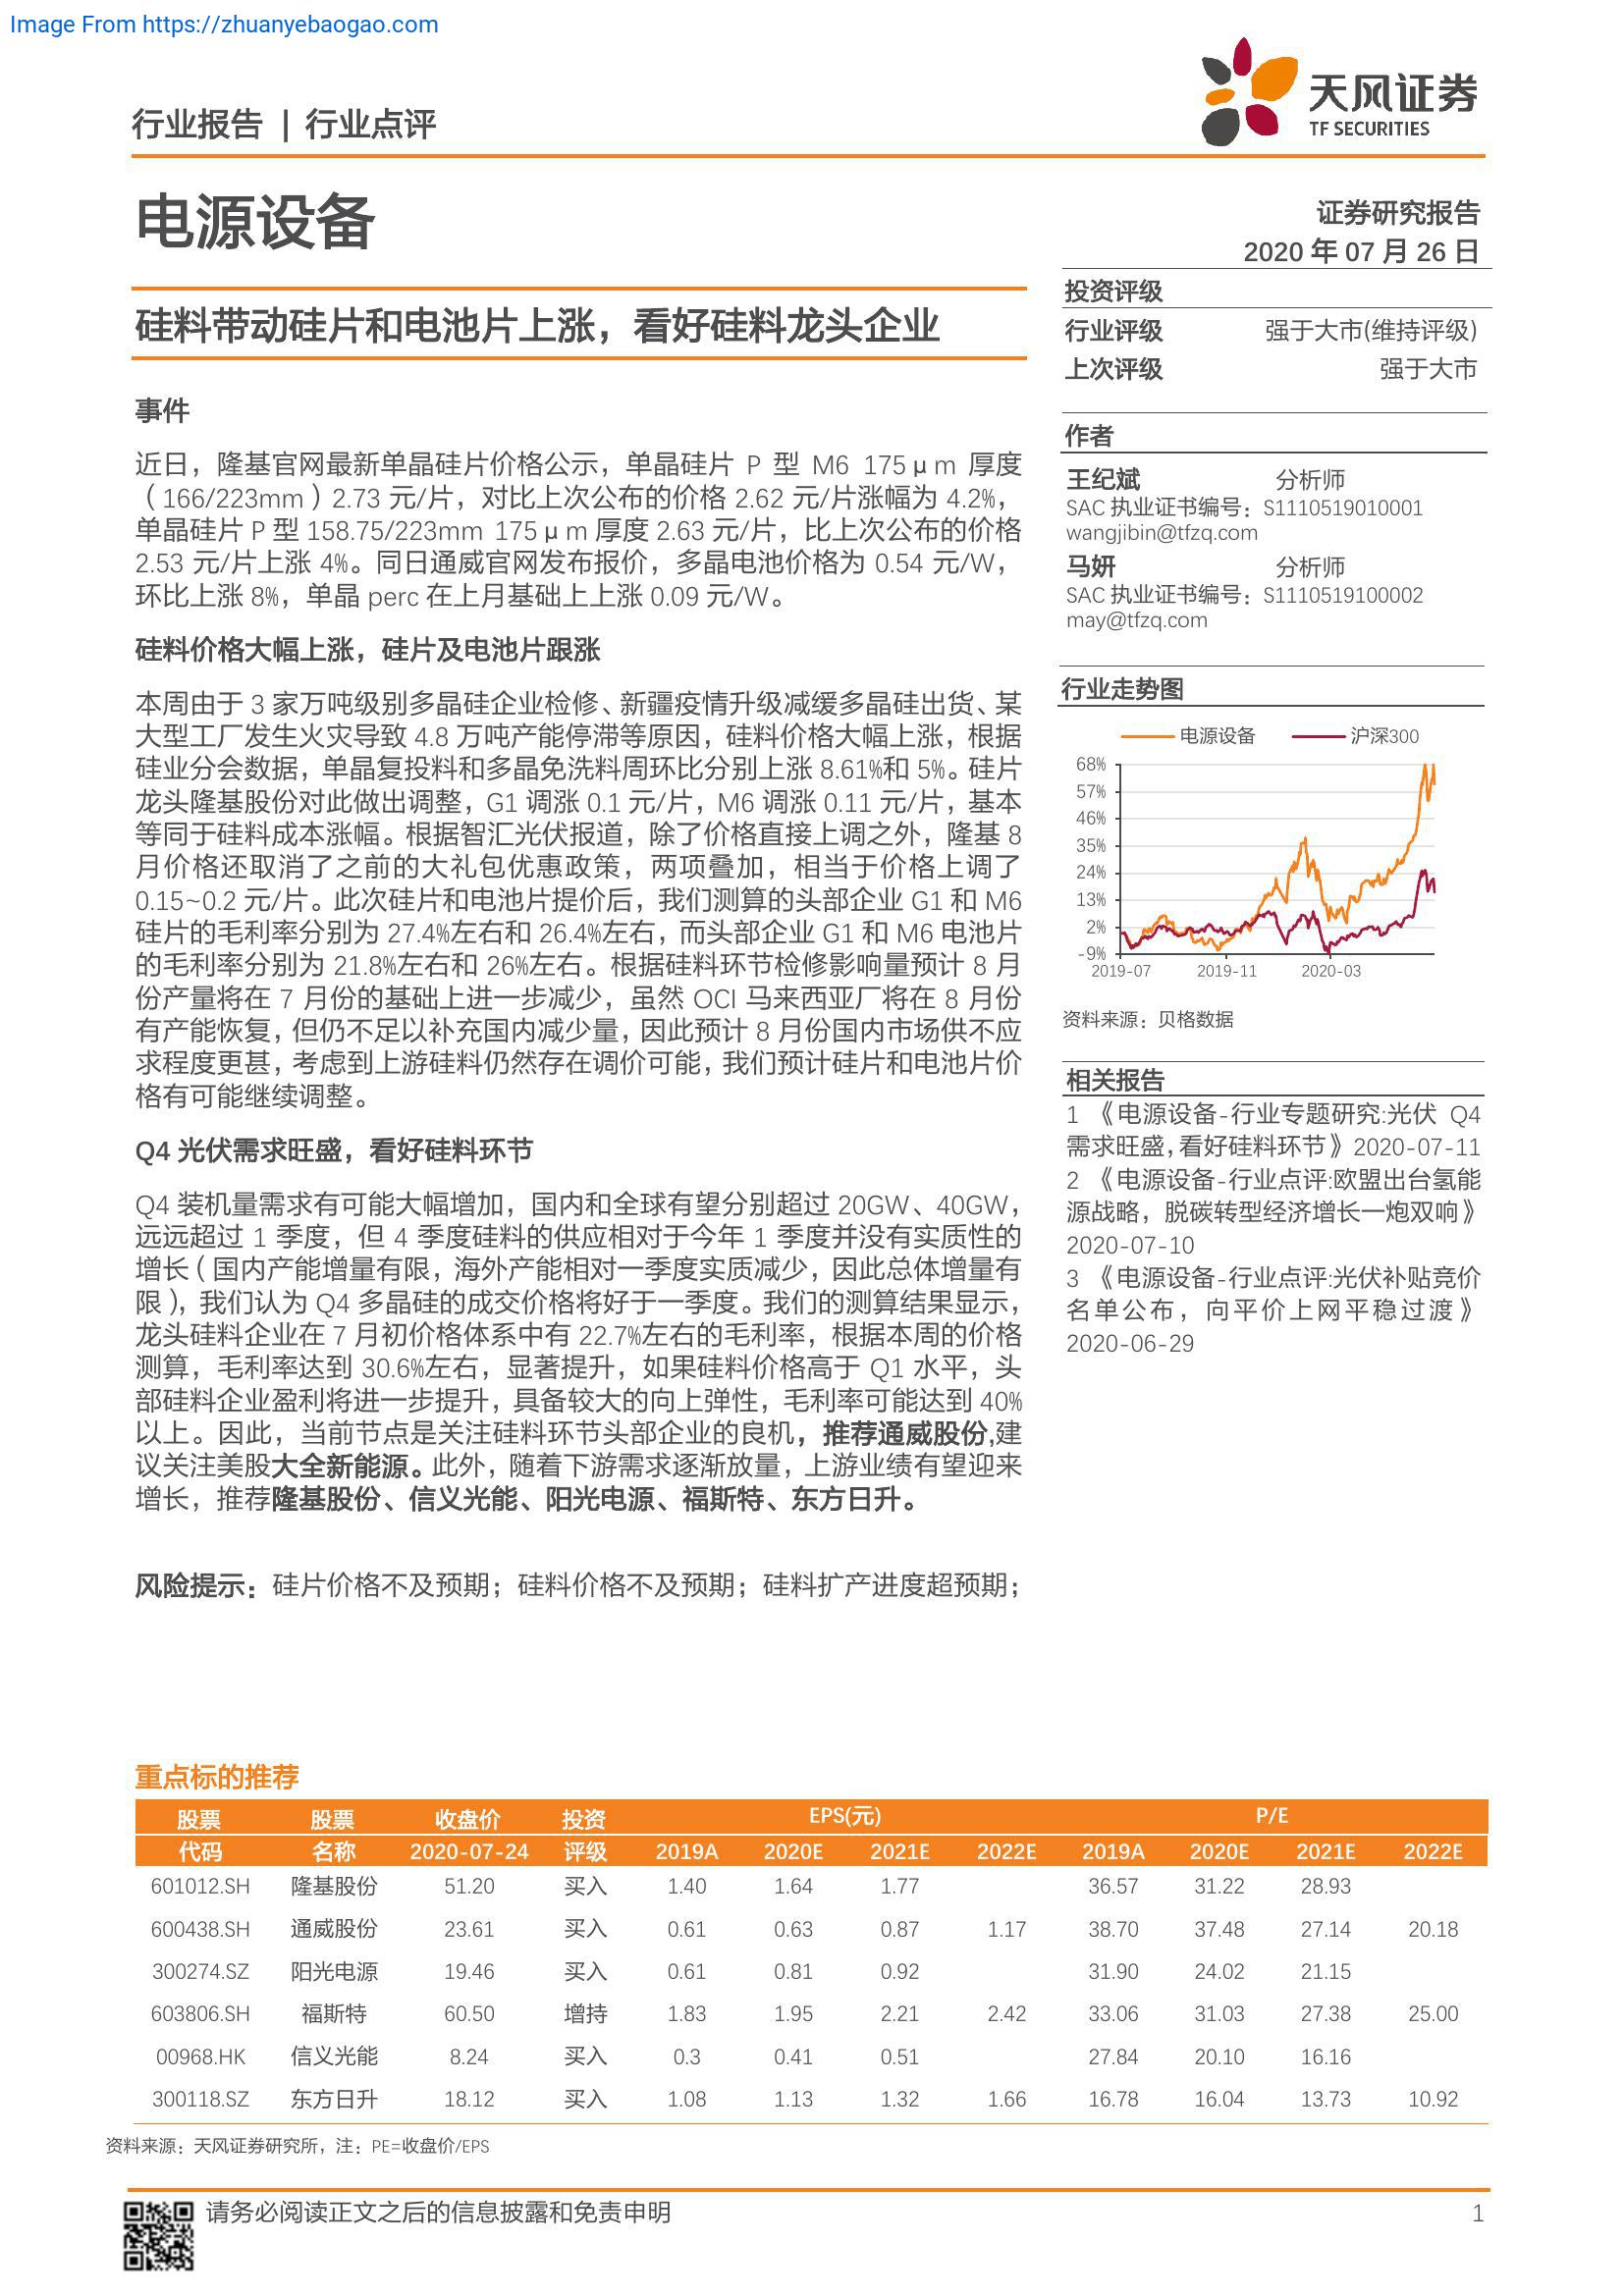 Image From https://zhuanyebaogao.com
行业报告 | 行业点评
天风证券
TF SECURITIES
电源设备
证券研究报告
2020 年 07 月 26 日
硅料带动硅片和电池片上涨，看好硅料龙头企业
事件
近日，隆基官网最新单晶硅片价格公示，单晶硅片 P 型 M6 175μm 厚度
（166/223mm）2.73 元/片，对比上次公布的价格 2.62 元/片涨幅为 4.2%，
单晶硅片 P 型 158.75/223mm 175μm 厚度 2.63 元/片，比上次公布的价格
2.53 元/片上涨 4%。同日通威官网发布报价，多晶电池价格为 0.54 元/W，
环比上涨 8%，单晶 perc 在上月基础上上涨 0.09 元/W。
硅料价格大幅上涨，硅片及电池片跟涨
本周由于 3 家万吨级别多晶硅企业检修、新疆疫情升级减缓多晶硅出货、某
大型工厂发生火灾导致 4.8 万吨产能停滞等原因，硅料价格大幅上涨，根据
硅业分会数据，单晶复投料和多晶免洗料周环比分别上涨 8.61%和 5%。硅片
龙头隆基股份对此做出调整，G1 调涨 0.1 元/片，M6 调涨 0.11 元/片，基本
等同于硅料成本涨幅。根据智汇光伏报道，除了价格直接上调之外，隆基 8
月价格还取消了之前的大礼包优惠政策，两项叠加，相当于价格上调了
0.15~0.2 元/片。此次硅片和电池片提价后，我们测算的头部企业 G1 和 M6
硅片的毛利率分别为 27.4%左右和 26.4%左右，而头部企业 G1 和 M6 电池片
的毛利率分别为 21.8%左右和 26%左右。根据硅料环节检修影响量预计 8 月
份产量将在 7 月份的基础上进一步减少，虽然 OCI 马来西亚厂将在 8 月份
有产能恢复，但仍不足以补充国内减少量，因此预计 8 月份国内市场供不应
求程度更甚，考虑到上游硅料仍然存在调价可能，我们预计硅片和电池片价
格有可能继续调整。
Q4 光伏需求旺盛，看好硅料环节
Q4 装机量需求有可能大幅增加，国内和全球有望分别超过 20GW、40GW，
远远超过 1 季度，但 4 季度硅料的供应相对于今年 1 季度并没有实质性的
增长（国内产能增量有限，海外产能相对一季度实质减少，因此总体增量有
限），我们认为 Q4 多晶硅的成交价格将好于一季度。我们的测算结果显示，
龙头硅料企业在 7 月初价格体系中有 22.7%左右的毛利率，根据本周的价格
测算，毛利率达到 30.6%左右，显著提升，如果硅料价格高于 Q1 水平，头
部硅料企业盈利将进一步提升，具备较大的向上弹性，毛利率可能达到 40%
以上。因此，当前节点是关注硅料环节头部企业的良机，推荐通威股份,建
议关注美股大全新能源。此外，随着下游需求逐渐放量，上游业绩有望迎来
增长，推荐隆基股份、信义光能、阳光电源、福斯特、东方日升。
风险提示：硅片价格不及预期；硅料价格不及预期；硅料扩产进度超预期；
投资评级
行业评级 强于大市(维持评级)
上次评级 强于大市
作者
王纪斌 分析师
SAC 执业证书编号：S1110519010001
wangjibin@tfzq.com
马妍 分析师
SAC 执业证书编号：S1110519100002
may@tfzq.com
行业走势图
电源设备 沪深300
68%
57%
46%
35%
24%
13%
2%
-9%
2019-07 2019-11 2020-03
资料来源：贝格数据
相关报告
1 《电源设备-行业专题研究:光伏 Q4
需求旺盛,看好硅料环节》2020-07-11
2 《电源设备-行业点评:欧盟出台氢能
源战略，脱碳转型经济增长一炮双响》
2020-07-10
3 《电源设备-行业点评:光伏补贴竞价
名单公布，向平价上网平稳过渡》
2020-06-29
重点标的推荐
股票 股票 收盘价 投资 EPS(元) P/E
代码 名称 2020-07-24 评级 2019A 2020E 2021E 2022E 2019A 2020E 2021E 2022E
601012.SH 隆基股份 51.20 买入 1.40 1.64 1.77 36.57 31.22 28.93
600438.SH 通威股份 23.61 买入 0.61 0.63 0.87 1.17 38.70 37.48 27.14 20.18
300274.SZ 阳光电源 19.46 买入 0.61 0.81 0.92 31.90 24.02 21.15
603806.SH 福斯特 60.50 增持 1.83 1.95 2.21 2.42 33.06 31.03 27.38 25.00
00968.HK 信义光能 8.24 买入 0.3 0.41 0.51 27.84 20.10 16.16
300118.SZ 东方日升 18.12 买入 1.08 1.13 1.32 1.66 16.78 16.04 13.73 10.92
资料来源：天风证券研究所，注：PE=收盘价/EPS
请务必阅读正文之后的信息披露和免责申明 1